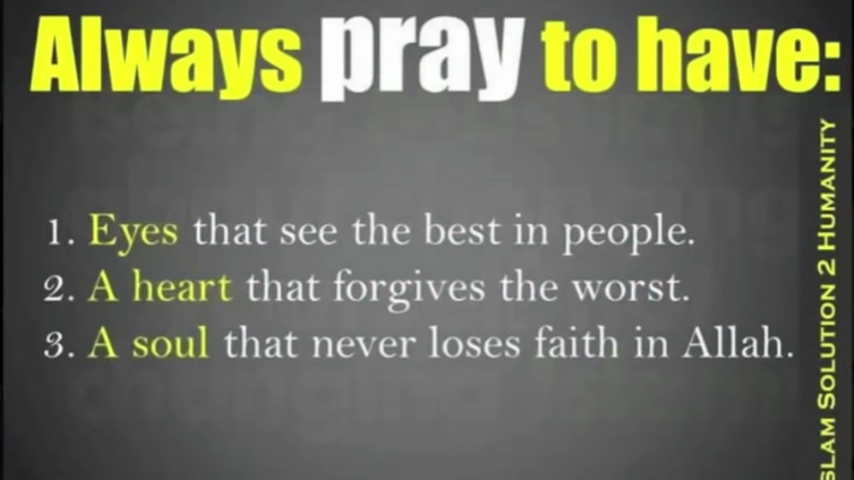 Always pray to have:
1. Eyes that see the best in people.
2. A heart that forgives the worst.
3. A soul that never loses faith in Allah.
SLAM SOLUTION 2 HUMANITY